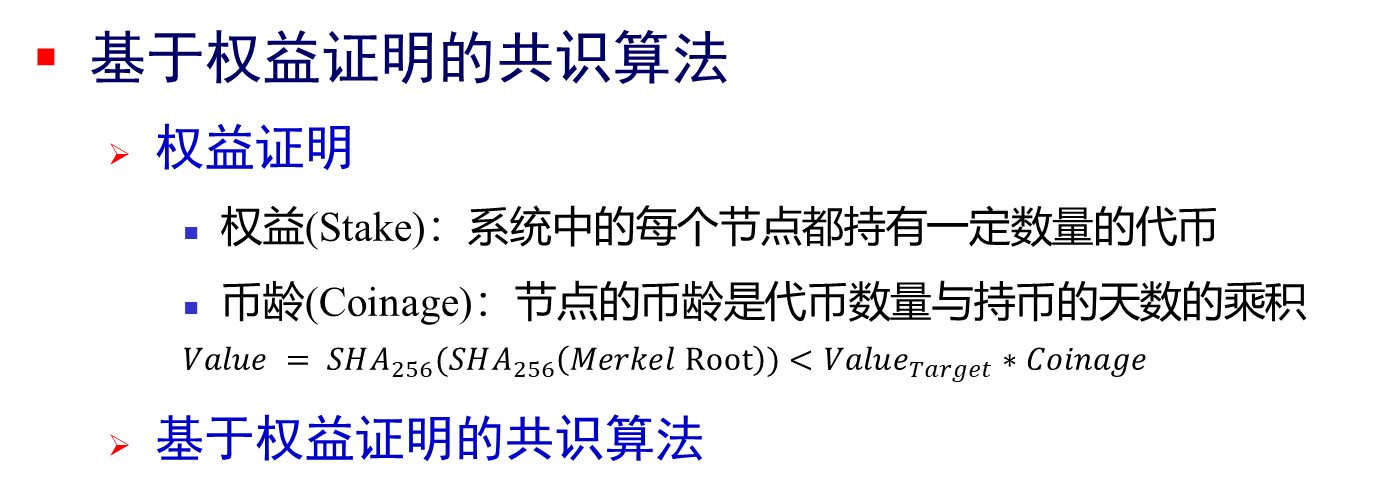 基于权益证明的共识算法
权益证明
权益(Stake)：系统中的每个节点都持有一定数量的代币
币龄(Coinage)：节点的币龄是代币数量与持币的天数的乘积
Value = SHA₂₅₆(SHA₂₅₆(Merkel Root)) < Value_Target * Coinage
基于权益证明的共识算法